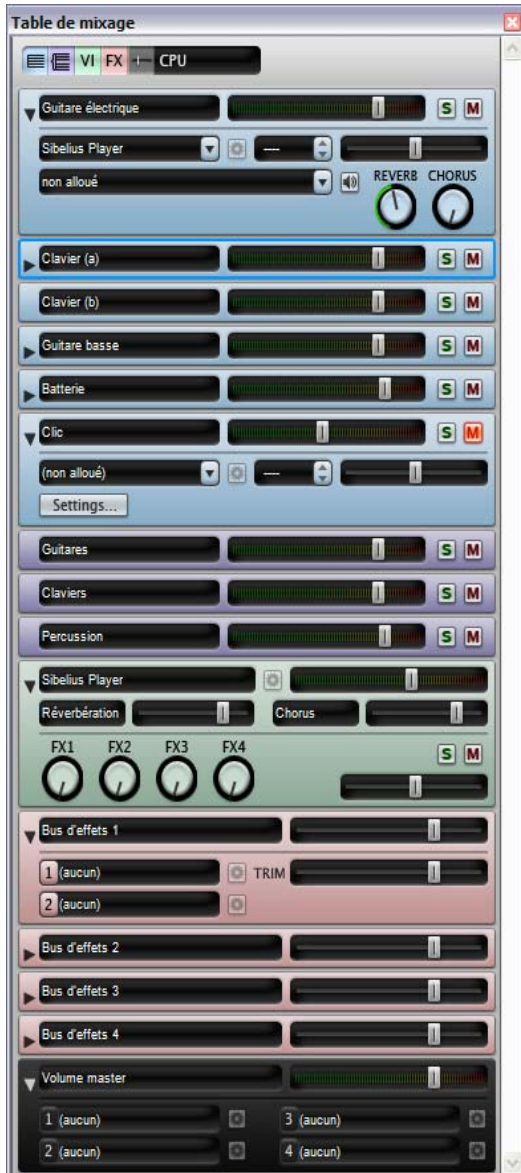 Table de mixage
VI FX CPU
Guitare électrique S M
Sibelius Player ----
non alloué REVERB CHORUS
Clavier (a) S M
Clavier (b) S M
Guitare basse S M
Batterie S M
Clic S M
(non alloué) ----
Settings...
Guitares S M
Claviers S M
Percussion S M
Sibelius Player
Réverbération Chorus
FX1 FX2 FX3 FX4 S M
Bus d'effets 1
1 (aucun) TRIM
2 (aucun)
Bus d'effets 2
Bus d'effets 3
Bus d'effets 4
Volume master
1 (aucun) 3 (aucun)
2 (aucun) 4 (aucun)